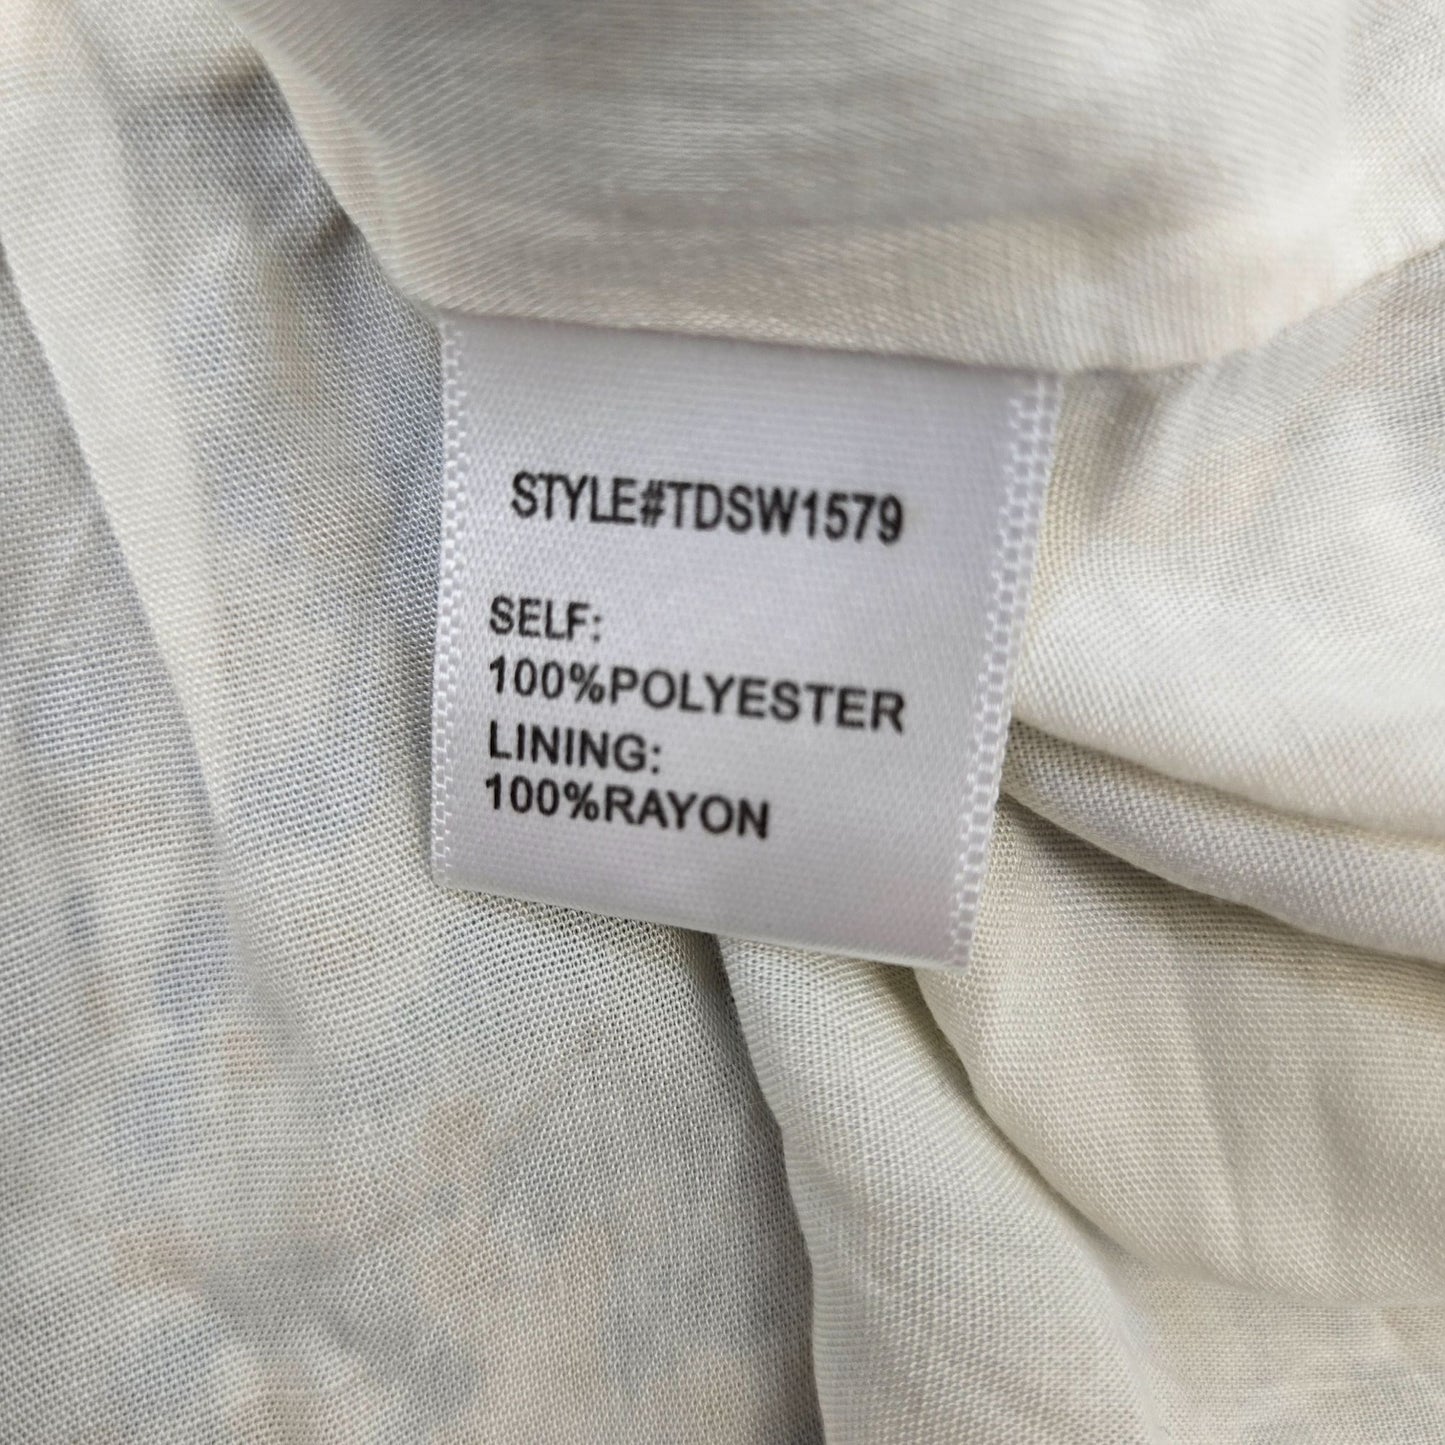 STYLE#TDSW1579
SELF:
100%POLYESTER
LINING:
100%RAYON